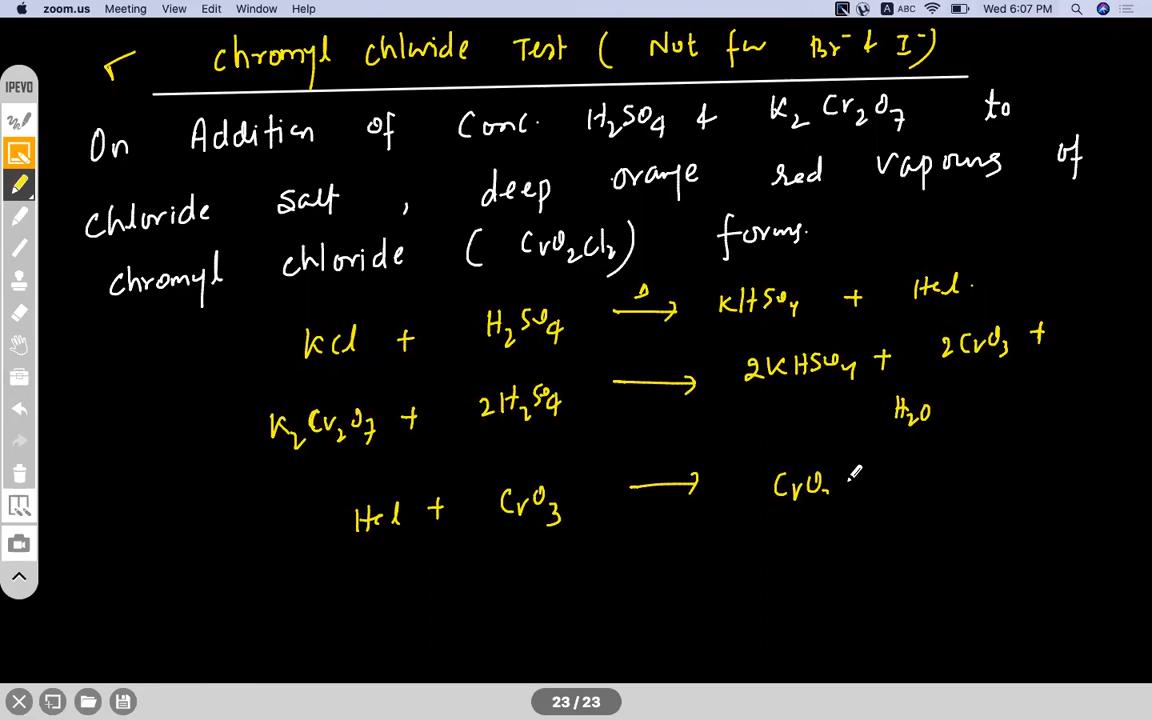 zoom.us Meeting View Edit Window Help A ABC Wed 6:07 PM
IPEVO
Chromyl chloride Test ( Not for Br⁻ & I⁻)
On Addition of Conc. H₂SO₄ & K₂Cr₂O₇ to
chloride salt , deep orange red vapours of
chromyl chloride ( CrO₂Cl₂) forms.
KCl + H₂SO₄ —Δ→ KHSO₄ + HCl.
K₂Cr₂O₇ + 2H₂SO₄ → 2KHSO₄ + 2CrO₃ +
H₂O
HCl + CrO₃ → CrO₂
23 / 23